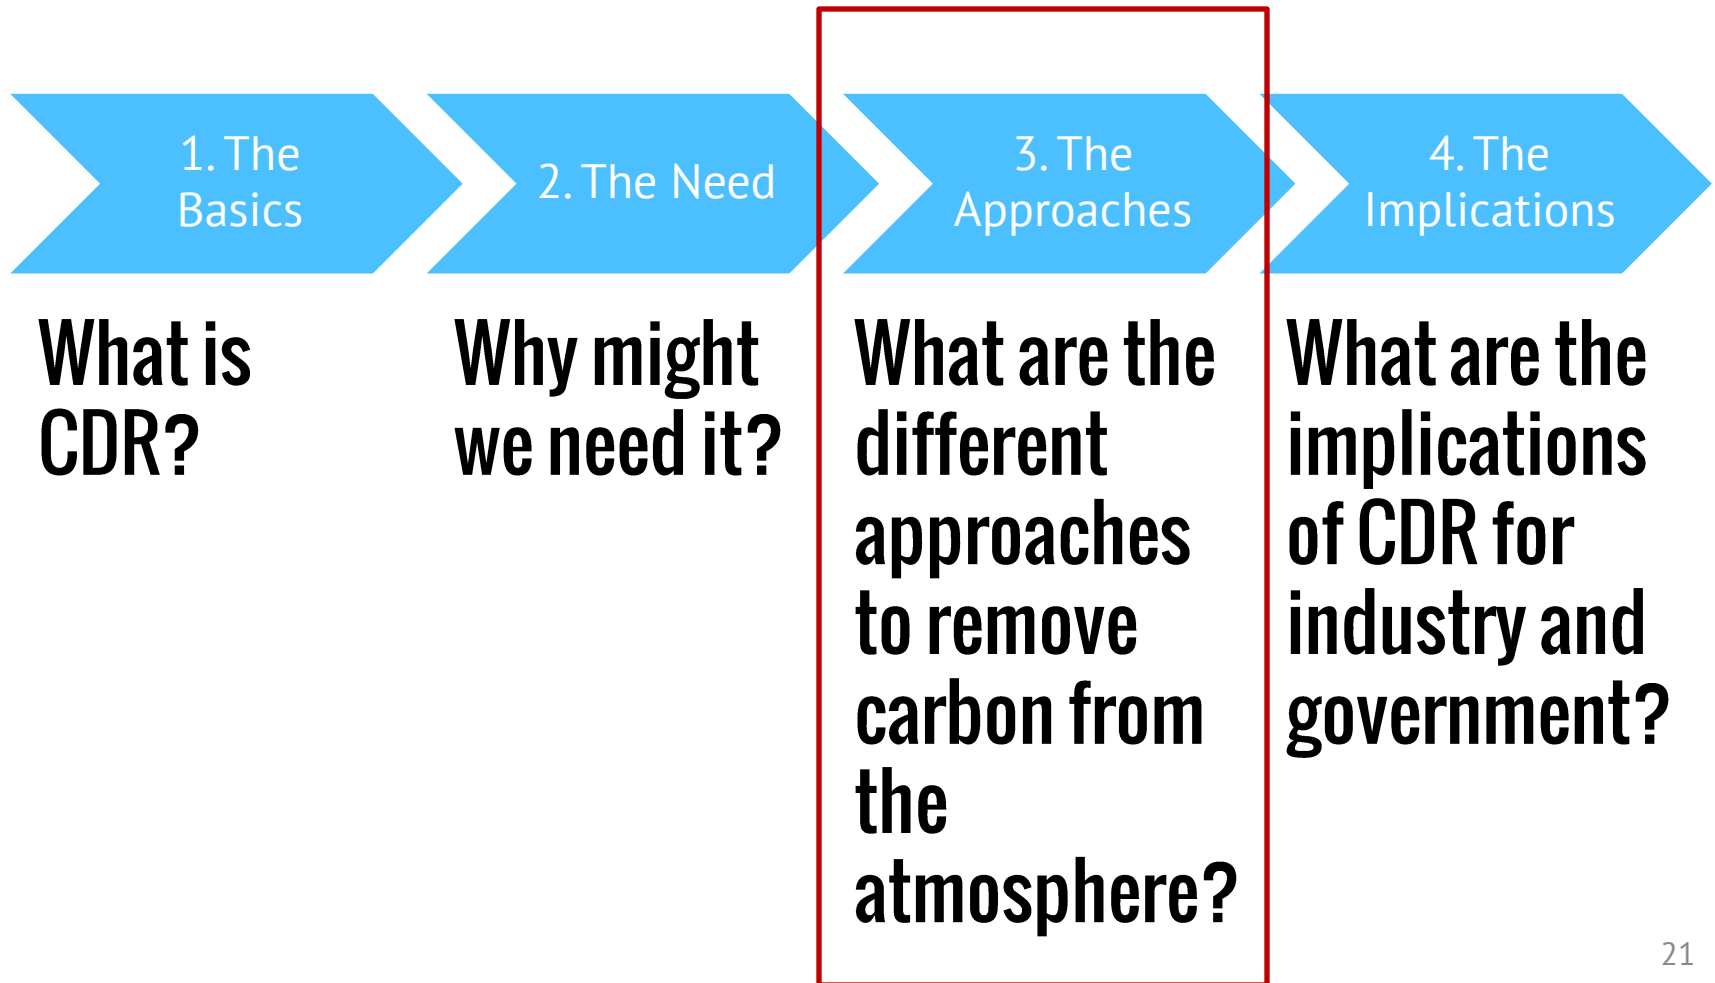 1. The
Basics
2. The Need
3. The
Approaches
4. The
Implications
What is
CDR?
Why might
we need it?
What are the
different
approaches
to remove
carbon from
the
atmosphere?
What are the
implications
of CDR for
industry and
government?
21